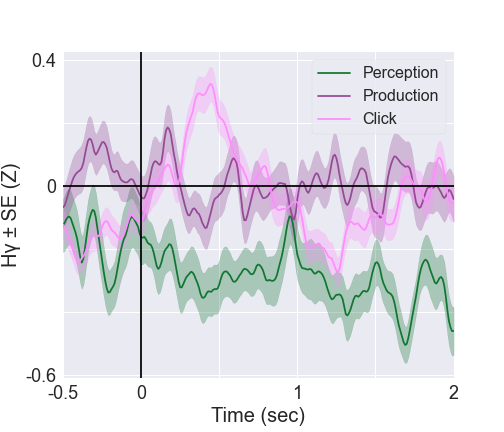 0.4
Perception
Production
Click
0
Hγ ± SE (Z)
-0.6
-0.5
0
1
2
Time (sec)